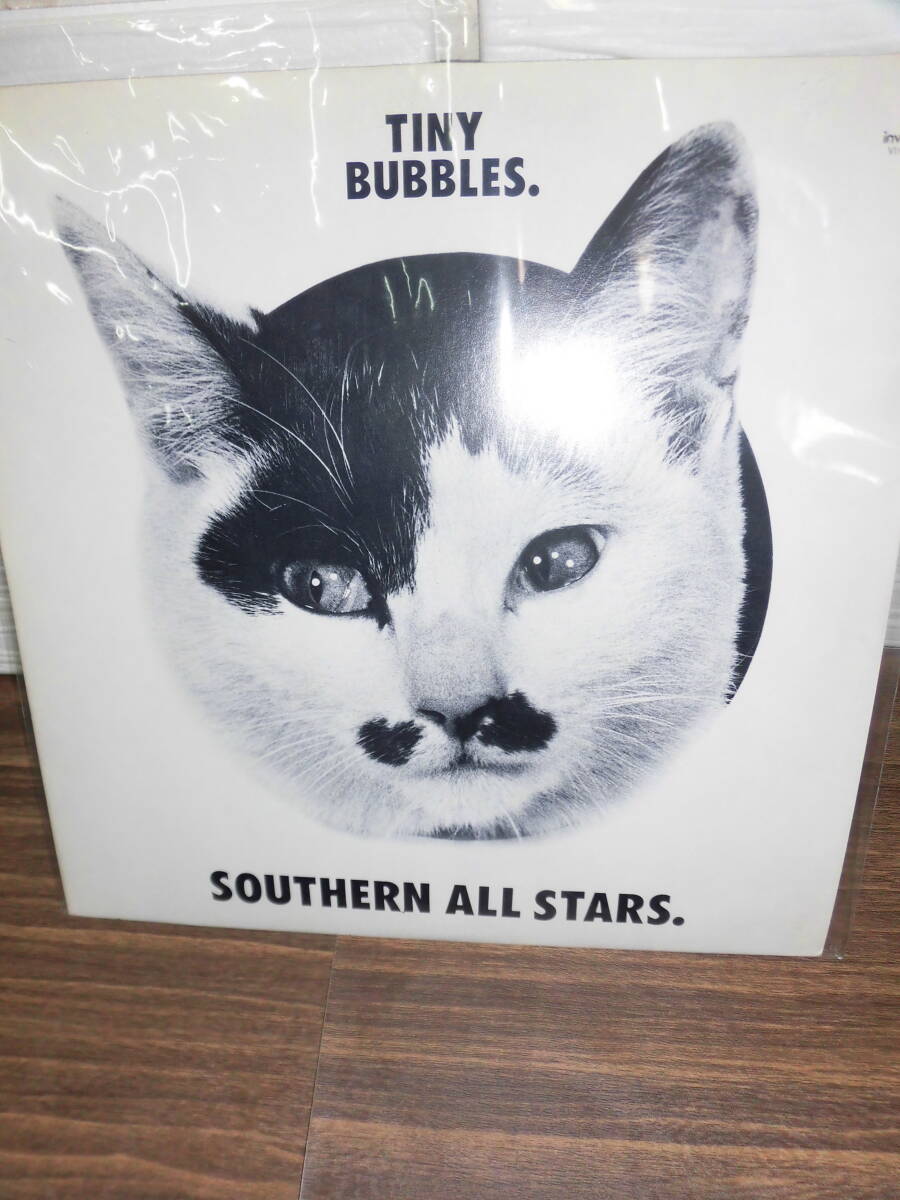 TINY
BUBBLES.
SOUTHERN ALL STARS.